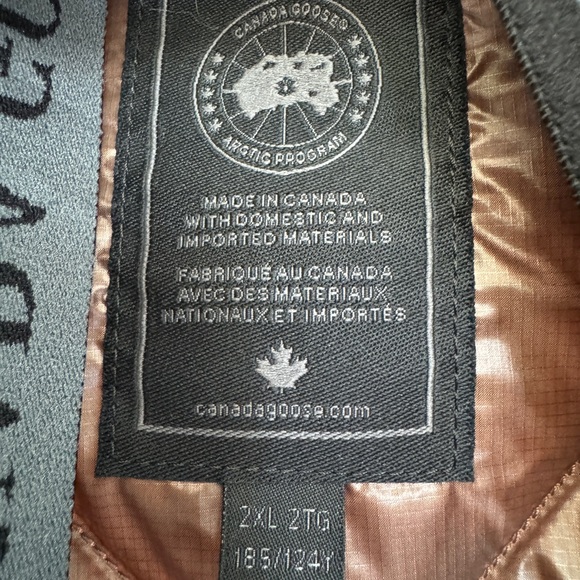 CANADA GOOSE®
ARCTIC PROGRAM
MADE IN CANADA
WITH DOMESTIC AND
IMPORTED MATERIALS
FABRIQUÉ AU CANADA
AVEC DES MATERIAUX
NATIONAUX ET IMPORTÉS
canadagoose.com
2XL 2TG
185/124Y